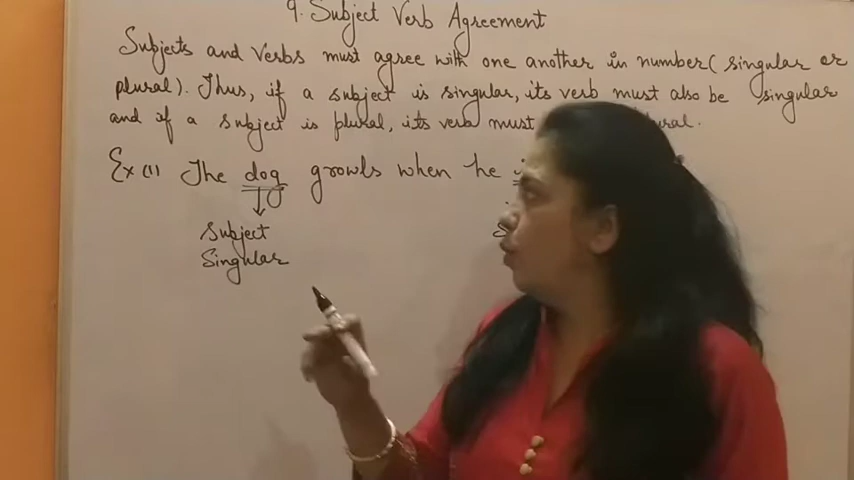 9. Subject Verb Agreement
Subjects and Verbs must agree with one another in number( singular or
plural). Thus, if a subject is singular, its verb must also be singular
and if a subject is plural, its verb must
Ex (1) The dog growls when he
Subject
Singular